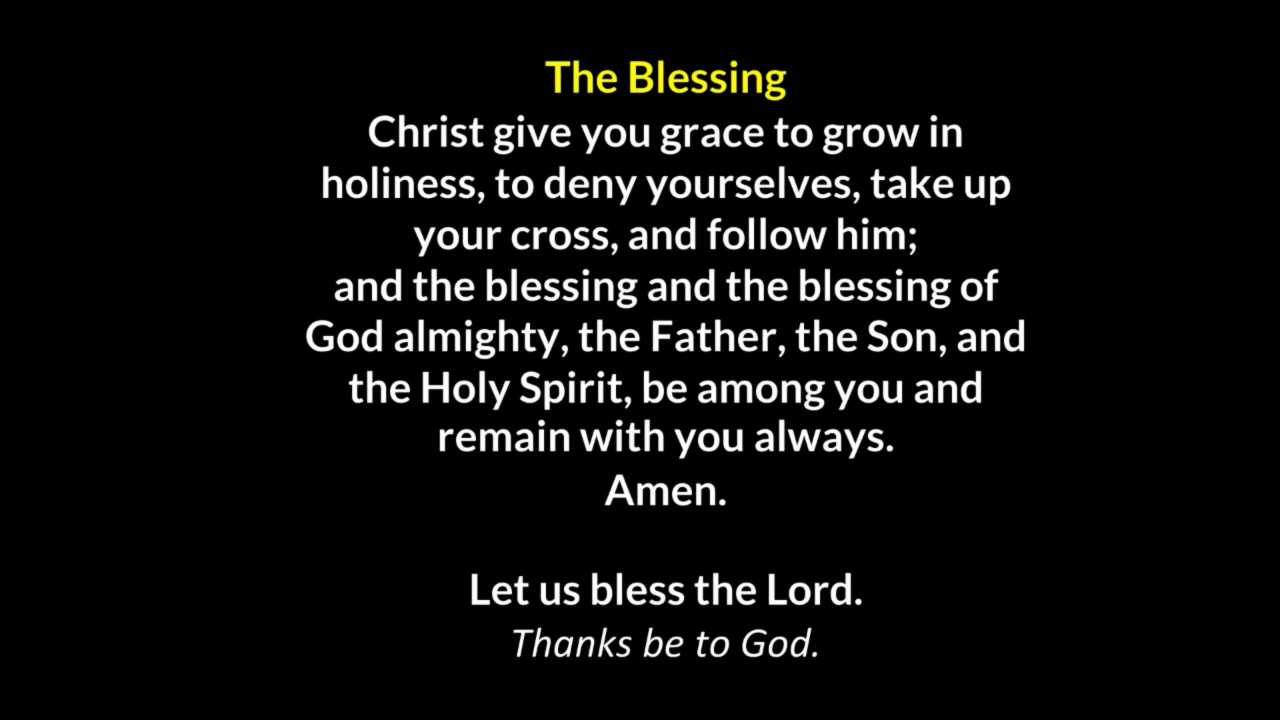 The Blessing
Christ give you grace to grow in
holiness, to deny yourselves, take up
your cross, and follow him;
and the blessing and the blessing of
God almighty, the Father, the Son, and
the Holy Spirit, be among you and
remain with you always.
Amen.
Let us bless the Lord.
Thanks be to God.